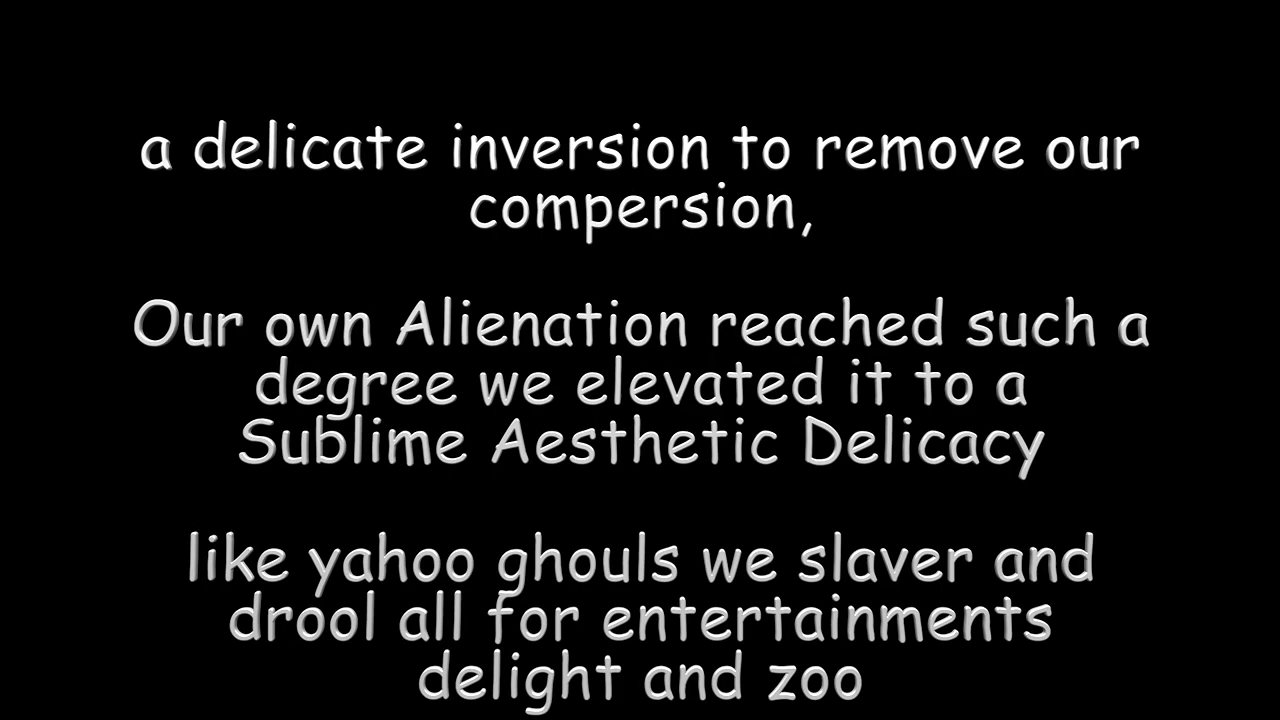 a delicate inversion to remove our
compersion,
Our own Alienation reached such a
degree we elevated it to a
Sublime Aesthetic Delicacy
like yahoo ghouls we slaver and
drool all for entertainments
delight and zoo